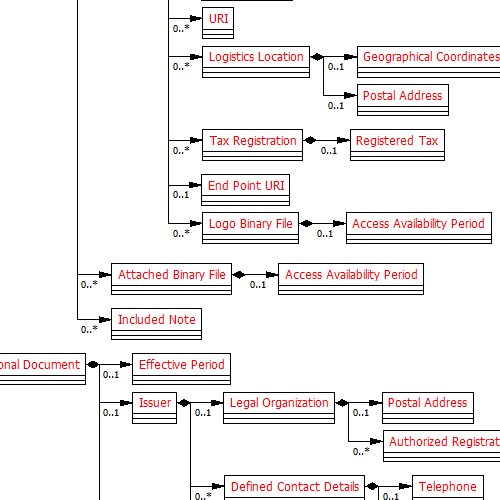 URI
0..*
Logistics Location
Geographical Coordinates
0..*
0..1
Postal Address
0..1
Tax Registration
Registered Tax
0..*
0..1
End Point URI
0..1
Logo Binary File
Access Availability Period
0..*
0..1
Attached Binary File
Access Availability Period
0..*
0..1
Included Note
0..*
onal Document
Effective Period
0..1
Issuer
Legal Organization
Postal Address
0..1
0..1
0..1
Authorized Registrat
0..*
Defined Contact Details
Telephone
0..*
0..1